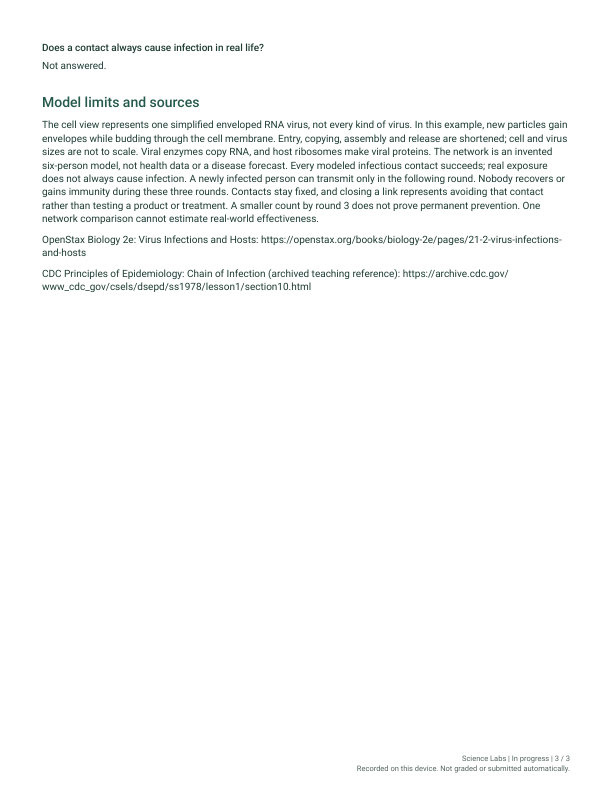 Does a contact always cause infection in real life?
Not answered.
Model limits and sources
The cell view represents one simplified enveloped RNA virus, not every kind of virus. In this example, new particles gain
envelopes while budding through the cell membrane. Entry, copying, assembly and release are shortened; cell and virus
sizes are not to scale. Viral enzymes copy RNA, and host ribosomes make viral proteins. The network is an invented
six-person model, not health data or a disease forecast. Every modeled infectious contact succeeds; real exposure
does not always cause infection. A newly infected person can transmit only in the following round. Nobody recovers or
gains immunity during these three rounds. Contacts stay fixed, and closing a link represents avoiding that contact
rather than testing a product or treatment. A smaller count by round 3 does not prove permanent prevention. One
network comparison cannot estimate real-world effectiveness.
OpenStax Biology 2e: Virus Infections and Hosts: https://openstax.org/books/biology-2e/pages/21-2-virus-infections-
and-hosts
CDC Principles of Epidemiology: Chain of Infection (archived teaching reference): https://archive.cdc.gov/
www_cdc_gov/csels/dsepd/ss1978/lesson1/section10.html
Science Labs | In progress | 3 / 3
Recorded on this device. Not graded or submitted automatically.